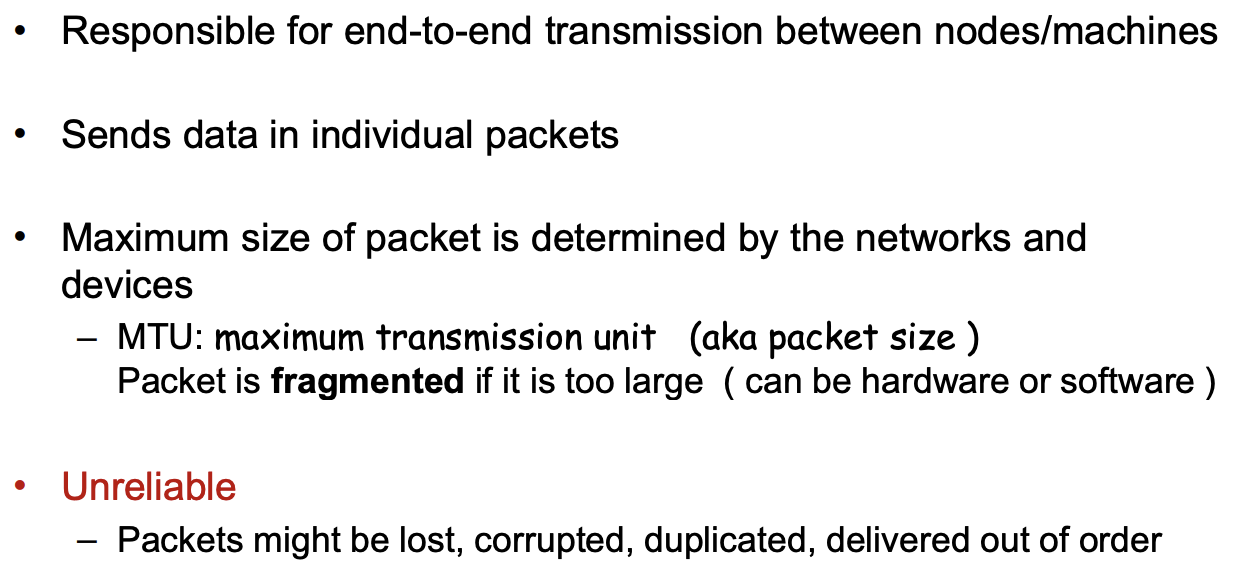 • Responsible for end-to-end transmission between nodes/machines
• Sends data in individual packets
• Maximum size of packet is determined by the networks and
devices
– MTU: maximum transmission unit (aka packet size )
Packet is fragmented if it is too large ( can be hardware or software )
• Unreliable
– Packets might be lost, corrupted, duplicated, delivered out of order